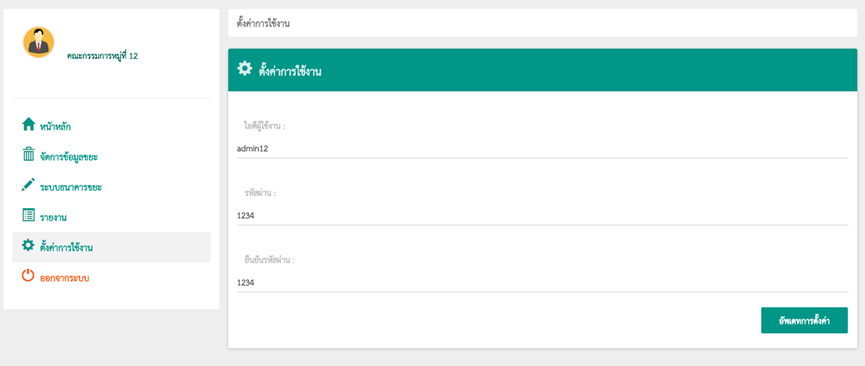 คณะกรรมการหมู่ที่ 12
หน้าหลัก
จัดการข้อมูลขยะ
ระบบธนาคารขยะ
รายงาน
ตั้งค่าการใช้งาน
ออกจากระบบ
ตั้งค่าการใช้งาน
ตั้งค่าการใช้งาน
ไอดีผู้ใช้งาน :
admin12
รหัสผ่าน :
1234
ยืนยันรหัสผ่าน :
1234
อัพเดทการตั้งค่า